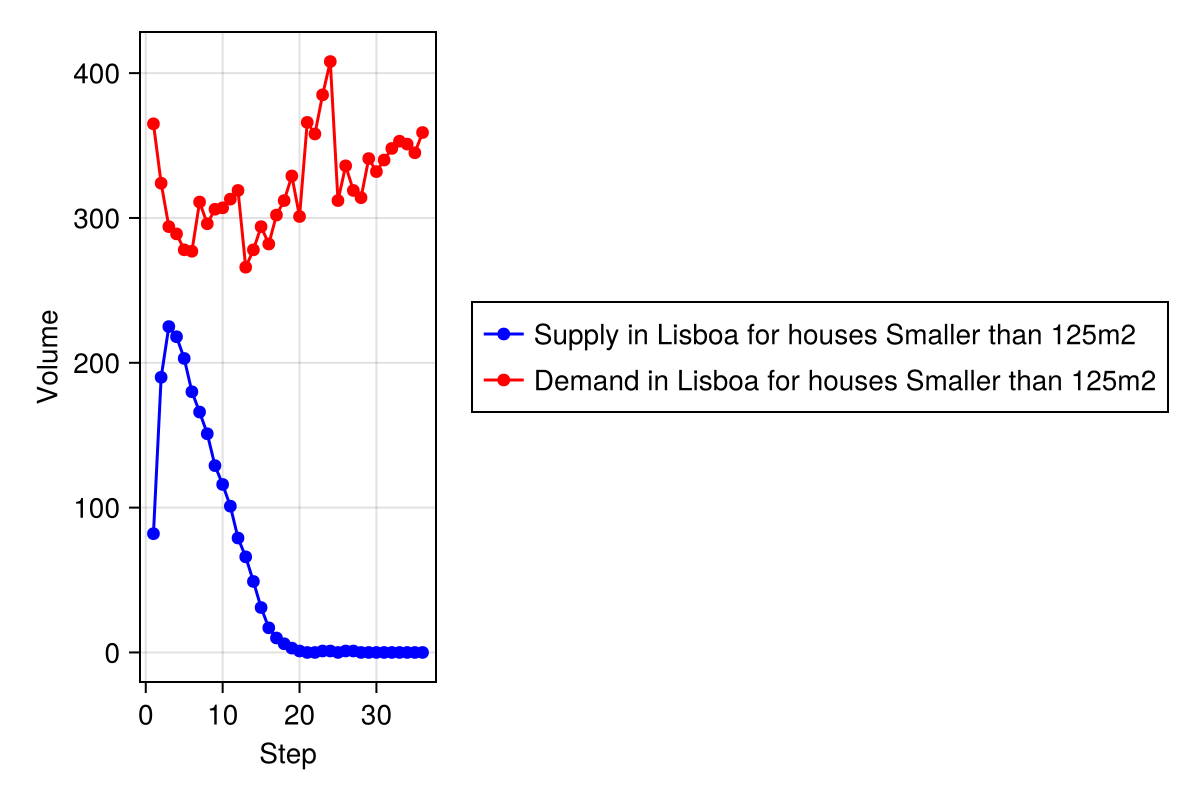 400
300
200
100
0
Volume
0 10 20 30
Step
Supply in Lisboa for houses Smaller than 125m2
Demand in Lisboa for houses Smaller than 125m2